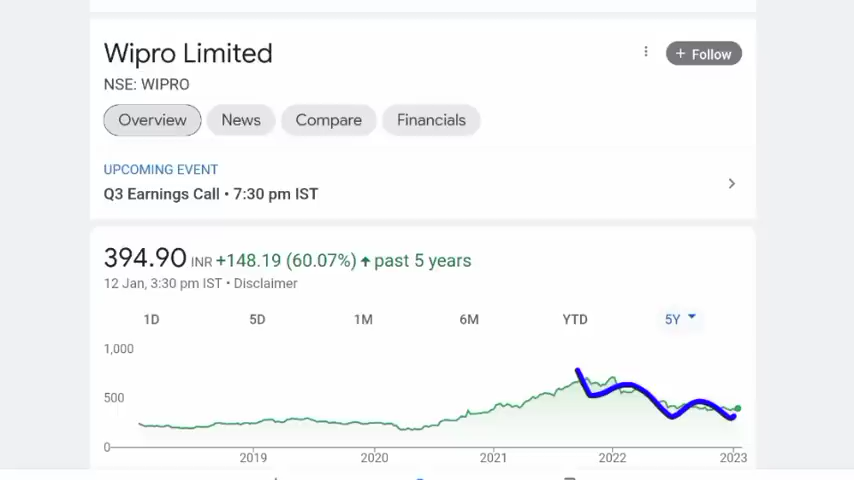 Wipro Limited
+ Follow
NSE: WIPRO
Overview News Compare Financials
UPCOMING EVENT
Q3 Earnings Call • 7:30 pm IST
394.90 INR +148.19 (60.07%) ↑ past 5 years
12 Jan, 3:30 pm IST • Disclaimer
1D 5D 1M 6M YTD 5Y
1,000
500
0
2019 2020 2021 2022 2023